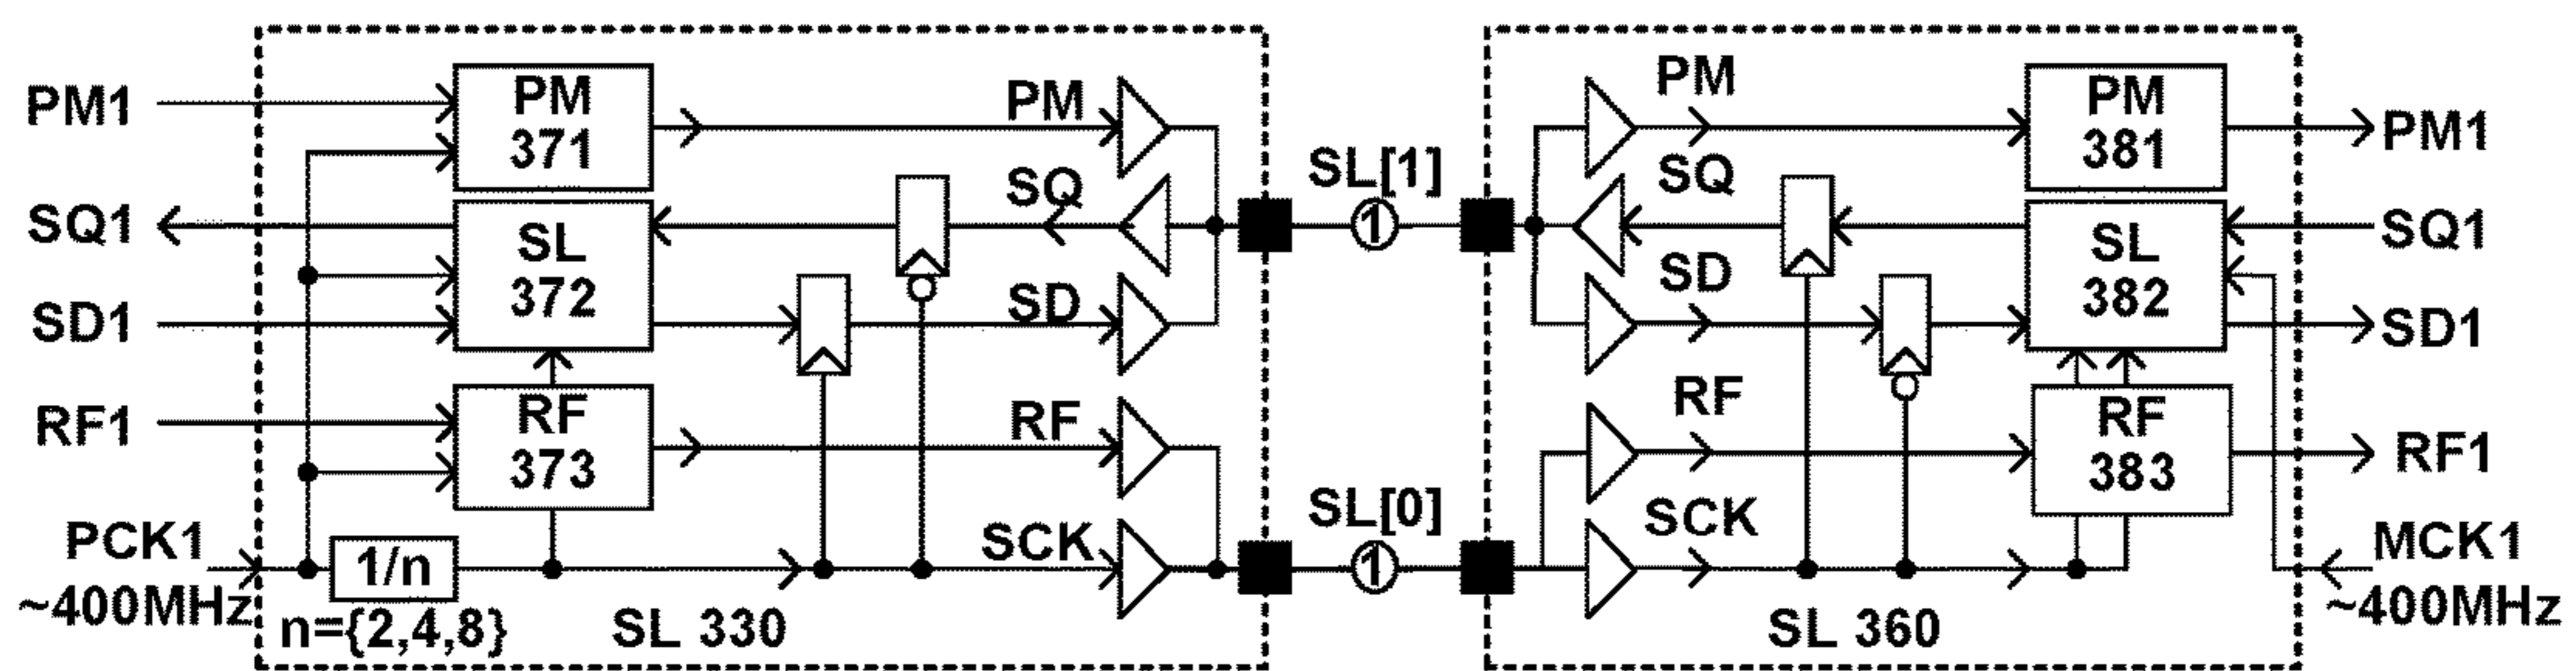 PM1
PM
371
PM
SL[1]
PM
PM
381
PM1
SQ1
SL
372
SQ
SQ
SL
382
SQ1
SD1
SD
SD
SD1
RF1
RF
373
RF
SL[0]
RF
RF
383
RF1
PCK1
~400MHz
1/n
n={2,4,8}
SCK
SL 330
SCK
SL 360
MCK1
~400MHz
1
1